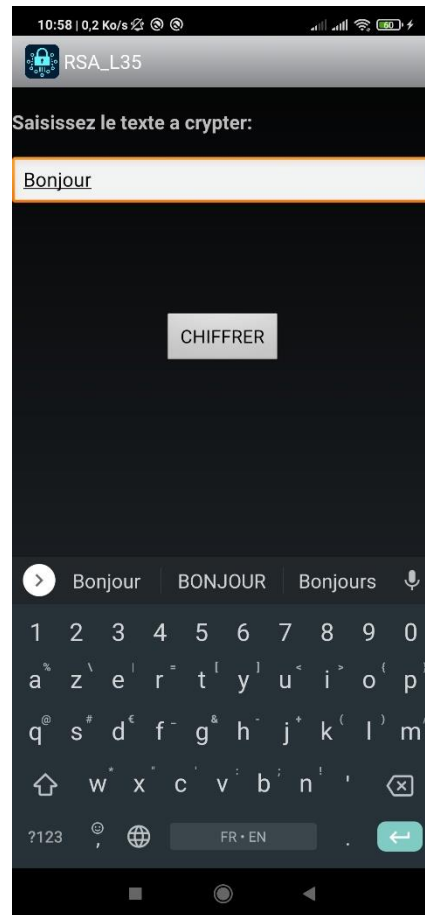 10:58 | 0,2 Ko/s 60
RSA_L35
Saisissez le texte a crypter:
Bonjour
CHIFFRER
Bonjour BONJOUR Bonjours
1 2 3 4 5 6 7 8 9 0
a % z \ e | r = t [ y ] u < i > o { p }
q @ s # d € f - g & h - j + k ( l ) m
w * x " c ' v : b ; n ! '
?123 , FR • EN .